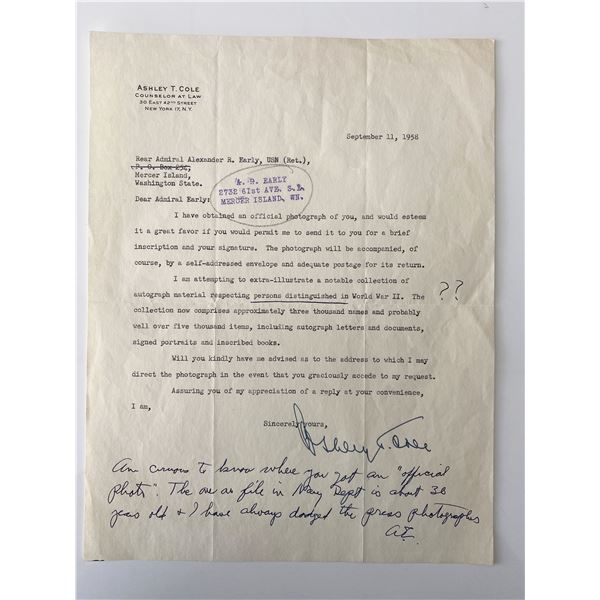 ASHLEY T. COLE
COUNSELOR AT LAW
30 EAST 42ND STREET
NEW YORK 17, N.Y.
September 11, 1958
Rear Admiral Alexander R. Early, USN (Ret.),
P. O. Box 254,
Mercer Island,
Washington State.
A. R. EARLY
2732 61st AVE. S.E.
MERCER ISLAND, WN.
Dear Admiral Early:
I have obtained an official photograph of you, and would esteem
it a great favor if you would permit me to send it to you for a brief
inscription and your signature. The photograph will be accompanied, of
course, by a self-addressed envelope and adequate postage for its return.
I am attempting to extra-illustrate a notable collection of
autograph material respecting persons distinguished in World War II. The
??
collection now comprises approximately three thousand names and probably
well over five thousand items, including autograph letters and documents,
signed portraits and inscribed books.
Will you kindly have me advised as to the address to which I may
direct the photograph in the event that you graciously accede to my request.
Assuring you of my appreciation of a reply at your convenience,
I am,
Sincerely yours,
Ashley T. Cole
Am curious to know where you got an "official
photo". The one on file in Navy Dept is about 30
years old & I have always dodged the press photographers